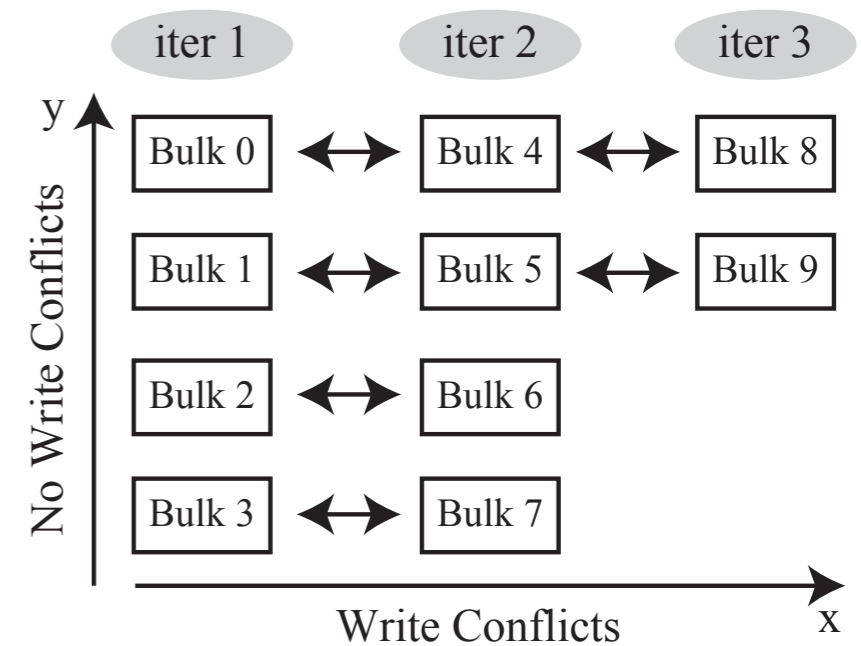 iter 1 iter 2 iter 3
y
Bulk 0 Bulk 4 Bulk 8
Bulk 1 Bulk 5 Bulk 9
Bulk 2 Bulk 6
Bulk 3 Bulk 7
No Write Conflicts
Write Conflicts
x